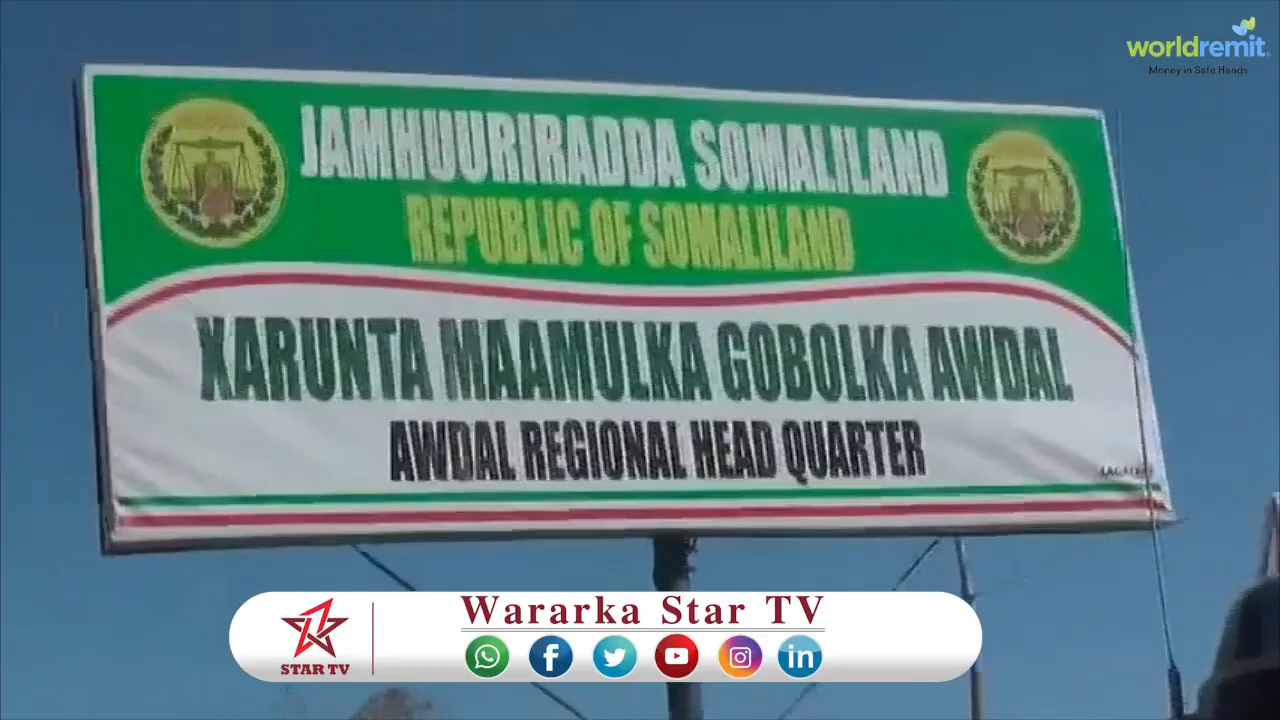 worldremit
Money in Safe Hands
JAMHUURIRADDA SOMALILAND
REPUBLIC OF SOMALILAND
XARUNTA MAAMULKA GOBOLKA AWDAL
AWDAL REGIONAL HEAD QUARTER
Wararka Star TV
STAR TV